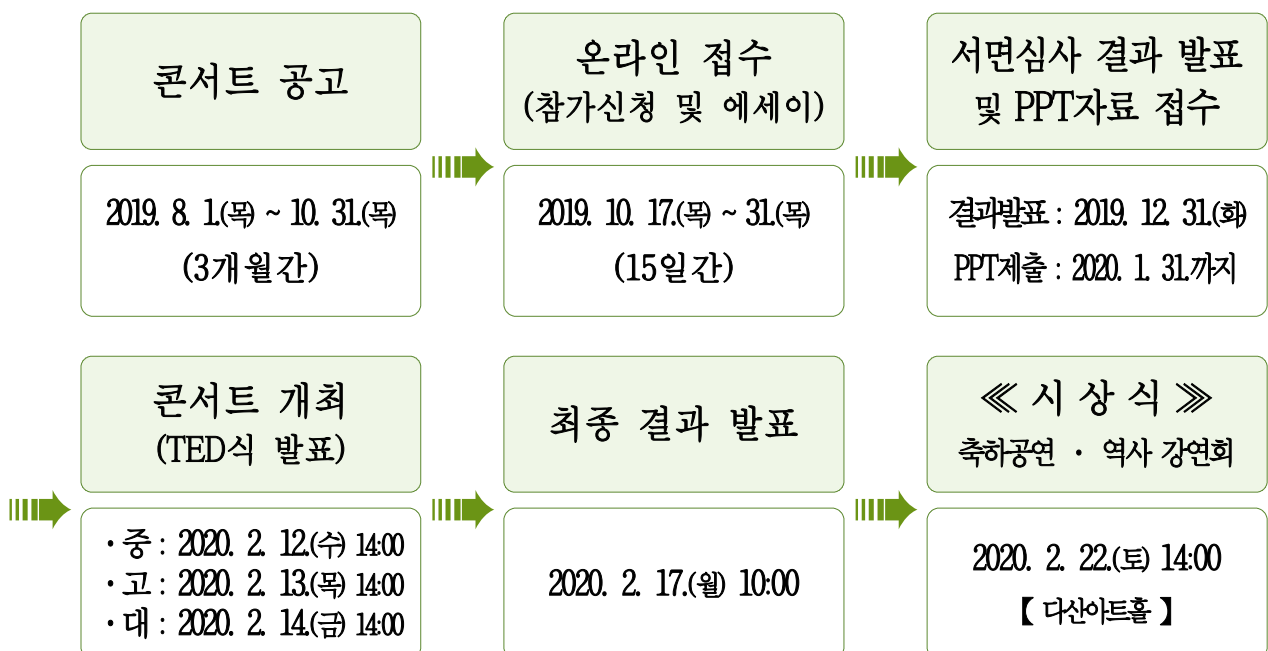 콘서트 공고
2019. 8. 1.(목) ~ 10. 31.(목)
(3개월간)
온라인 접수
(참가신청 및 에세이)
2019. 10. 17.(목) ~ 31.(목)
(15일간)
서면심사 결과 발표
및 PPT자료 접수
결과발표 : 2019. 12. 31.(화)
PPT제출 : 2020. 1. 31.까지
콘서트 개최
(TED식 발표)
・중 : 2020. 2. 12.(수) 14:00
・고 : 2020. 2. 13.(목) 14:00
・대 : 2020. 2. 14.(금) 14:00
최종 결과 발표
2020. 2. 17.(월) 10:00
≪ 시 상 식 ≫
축하공연 ・ 역사 강연회
2020. 2. 22.(토) 14:00
【 다산아트홀 】